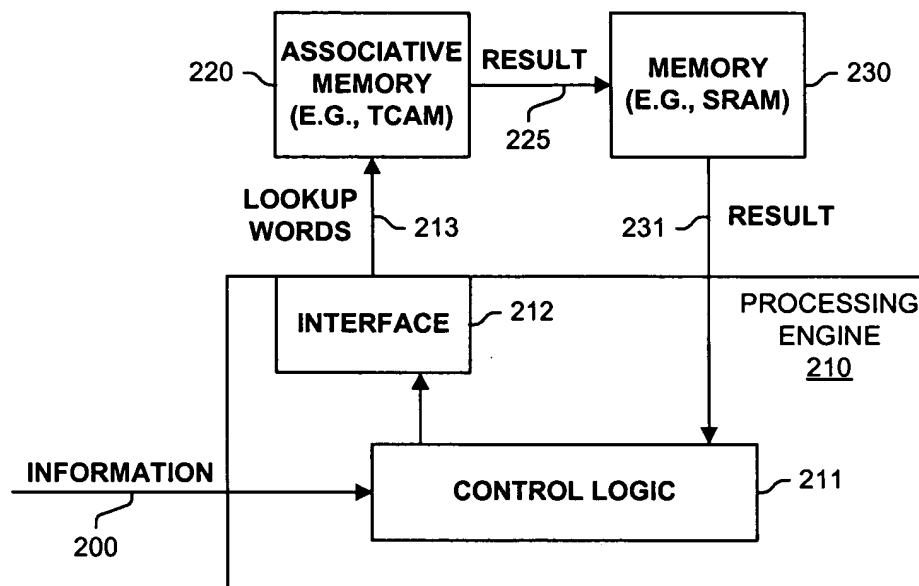 220
ASSOCIATIVE
MEMORY
(E.G., TCAM)
RESULT
225
MEMORY
(E.G., SRAM)
230
LOOKUP
WORDS
213
231
RESULT
INTERFACE
212
PROCESSING
ENGINE
210
INFORMATION
200
CONTROL LOGIC
211